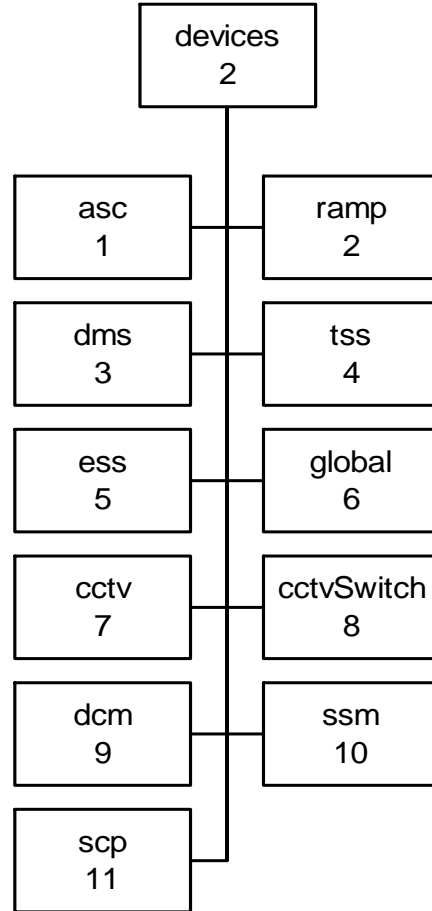 devices
2
asc
1
ramp
2
dms
3
tss
4
ess
5
global
6
cctv
7
cctvSwitch
8
dcm
9
ssm
10
scp
11